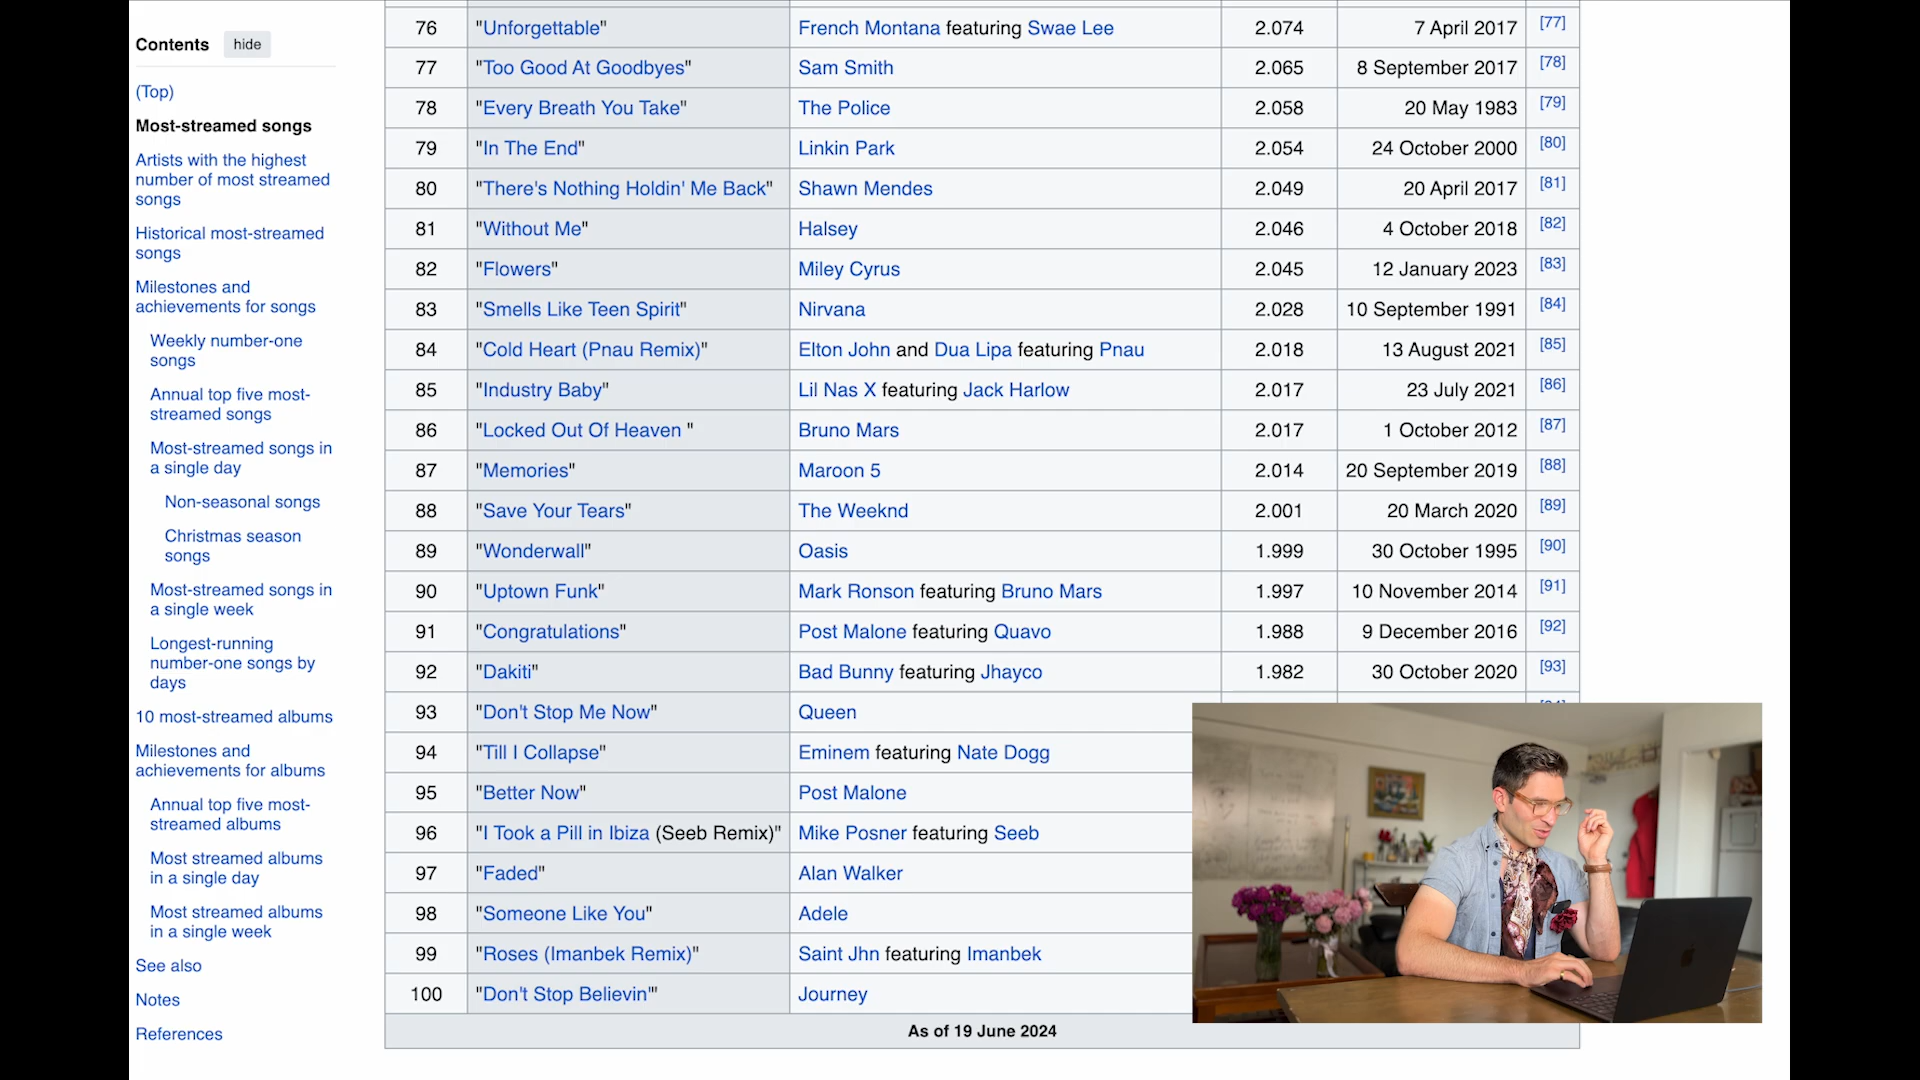 Contents hide
(Top)
Most-streamed songs
Artists with the highest
number of most streamed
songs
Historical most-streamed
songs
Milestones and
achievements for songs
Weekly number-one
songs
Annual top five most-
streamed songs
Most-streamed songs in
a single day
Non-seasonal songs
Christmas season
songs
Most-streamed songs in
a single week
Longest-running
number-one songs by
days
10 most-streamed albums
Milestones and
achievements for albums
Annual top five most-
streamed albums
Most streamed albums
in a single day
Most streamed albums
in a single week
See also
Notes
References
76 "Unforgettable" French Montana featuring Swae Lee 2.074 7 April 2017 [77]
77 "Too Good At Goodbyes" Sam Smith 2.065 8 September 2017 [78]
78 "Every Breath You Take" The Police 2.058 20 May 1983 [79]
79 "In The End" Linkin Park 2.054 24 October 2000 [80]
80 "There's Nothing Holdin' Me Back" Shawn Mendes 2.049 20 April 2017 [81]
81 "Without Me" Halsey 2.046 4 October 2018 [82]
82 "Flowers" Miley Cyrus 2.045 12 January 2023 [83]
83 "Smells Like Teen Spirit" Nirvana 2.028 10 September 1991 [84]
84 "Cold Heart (Pnau Remix)" Elton John and Dua Lipa featuring Pnau 2.018 13 August 2021 [85]
85 "Industry Baby" Lil Nas X featuring Jack Harlow 2.017 23 July 2021 [86]
86 "Locked Out Of Heaven " Bruno Mars 2.017 1 October 2012 [87]
87 "Memories" Maroon 5 2.014 20 September 2019 [88]
88 "Save Your Tears" The Weeknd 2.001 20 March 2020 [89]
89 "Wonderwall" Oasis 1.999 30 October 1995 [90]
90 "Uptown Funk" Mark Ronson featuring Bruno Mars 1.997 10 November 2014 [91]
91 "Congratulations" Post Malone featuring Quavo 1.988 9 December 2016 [92]
92 "Dakiti" Bad Bunny featuring Jhayco 1.982 30 October 2020 [93]
93 "Don't Stop Me Now" Queen
94 "Till I Collapse" Eminem featuring Nate Dogg
95 "Better Now" Post Malone
96 "I Took a Pill in Ibiza (Seeb Remix)" Mike Posner featuring Seeb
97 "Faded" Alan Walker
98 "Someone Like You" Adele
99 "Roses (Imanbek Remix)" Saint Jhn featuring Imanbek
100 "Don't Stop Believin'" Journey
As of 19 June 2024